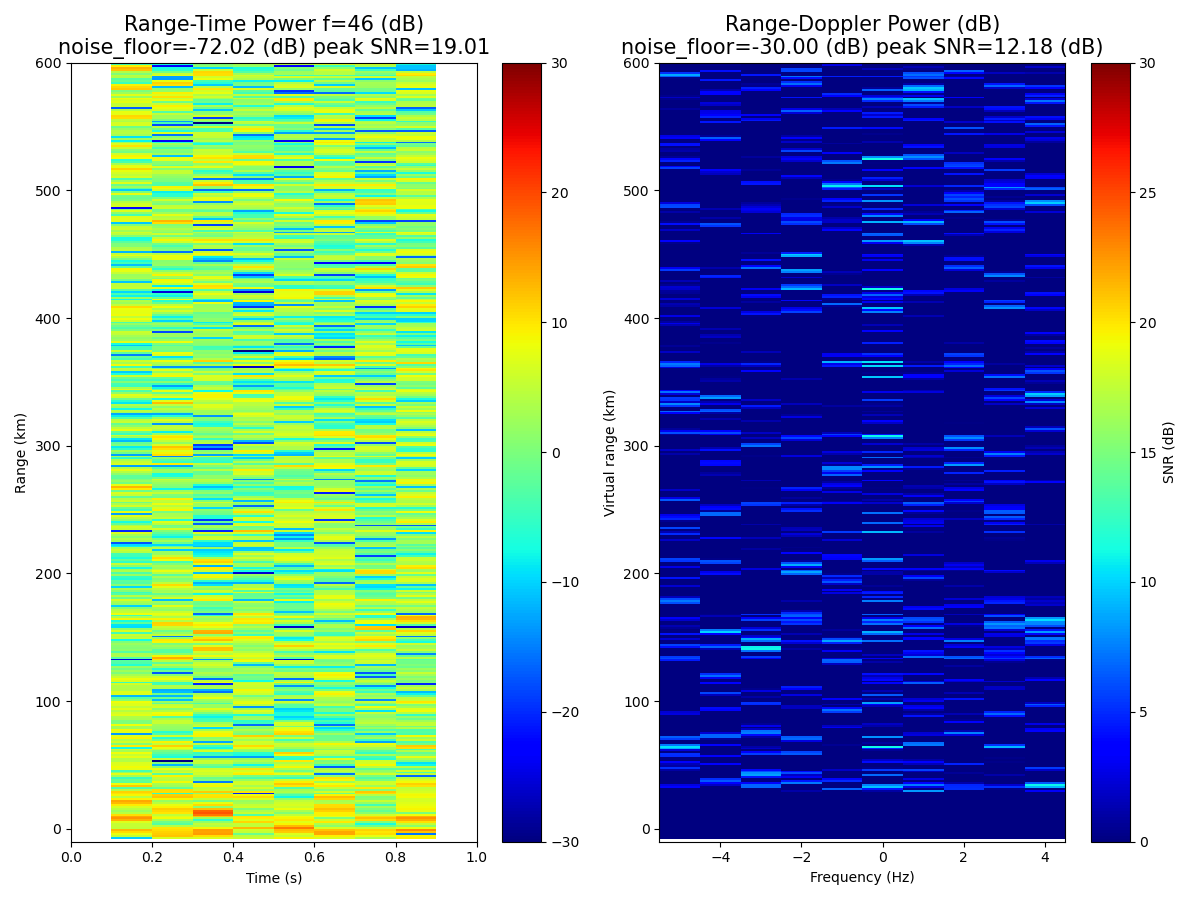 Range-Time Power f=46 (dB)
noise_floor=-72.02 (dB) peak SNR=19.01
Range-Doppler Power (dB)
noise_floor=-30.00 (dB) peak SNR=12.18 (dB)
600
500
400
300
200
100
0
Range (km)
0.0 0.2 0.4 0.6 0.8 1.0
Time (s)
30
20
10
0
−10
−20
−30
600
500
400
300
200
100
0
Virtual range (km)
−4 −2 0 2 4
Frequency (Hz)
30
25
20
15
10
5
0
SNR (dB)